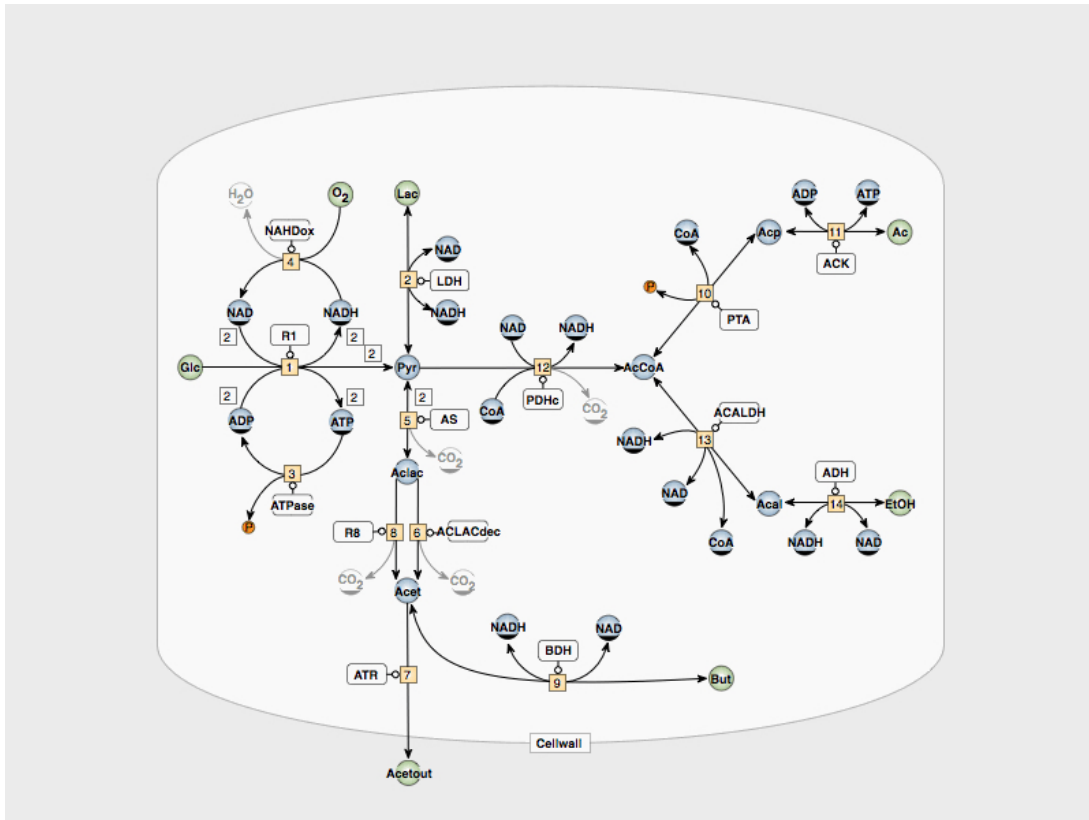 H2O
O2
Lac
NAHDox
4
NAD
NADH
2
LDH
NAD
NADH
2
R1
2
2
Glc
1
Pyr
2
2
ADP
ATP
3
ATPase
P
NAD
NADH
12
CoA
PDHc
CO2
AcCoA
2
5
AS
CO2
Aclac
R8
8
6
ACLACdec
CO2
CO2
Acet
ATR
7
Acetout
NADH
NAD
BDH
9
But
ADP
ATP
Acp
11
Ac
ACK
CoA
P
10
PTA
ACALDH
NADH
13
NAD
CoA
ADH
Acal
14
EtOH
NADH
NAD
Cellwall